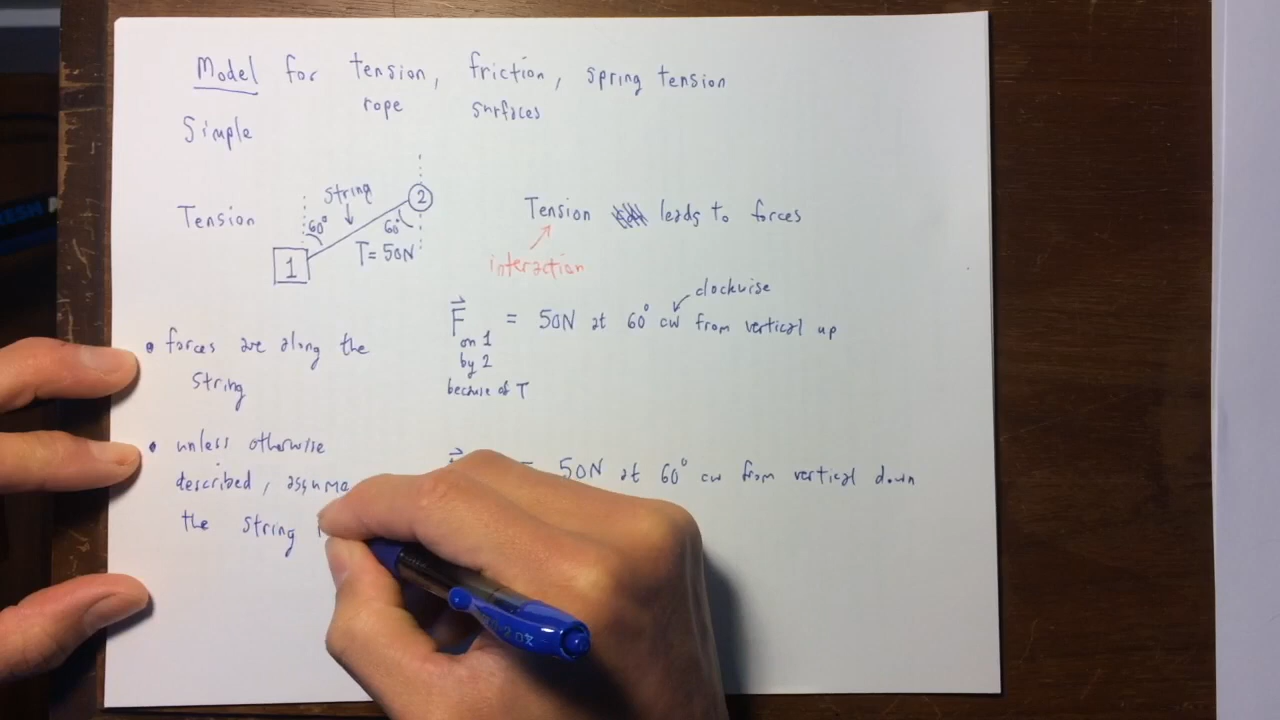 Model for tension, friction, spring tension
rope surfaces
Simple
Tension
string
60°
60°
T= 50N
1
2
Tension leads to forces
interaction
clockwise
F = 50N at 60° cw from vertical up
on 1
by 2
because of T
• forces are along the
string
• unless otherwise
described, assume
the string
= 50N at 60° cw from vertical down
RESH